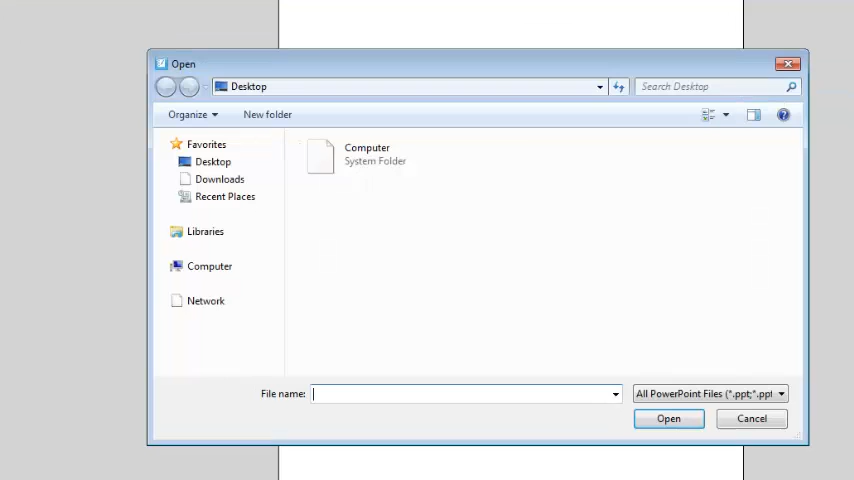 Open
Desktop
Search Desktop
Organize
New folder
Favorites
Desktop
Downloads
Recent Places
Libraries
Computer
Network
Computer
System Folder
File name:
All PowerPoint Files (*.ppt;*.ppt
Open
Cancel